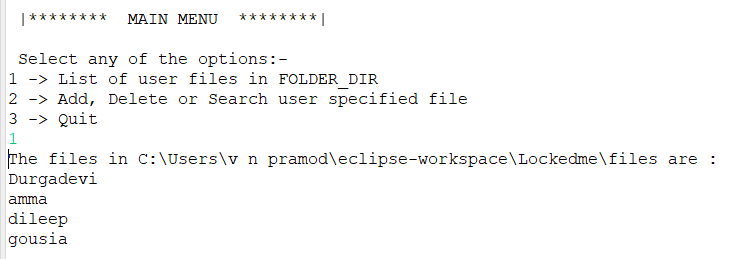 |******** MAIN MENU ********|
Select any of the options:-
1 -> List of user files in FOLDER_DIR
2 -> Add, Delete or Search user specified file
3 -> Quit
1
The files in C:\Users\v n pramod\eclipse-workspace\Lockedme\files are :
Durgadevi
amma
dileep
gousia